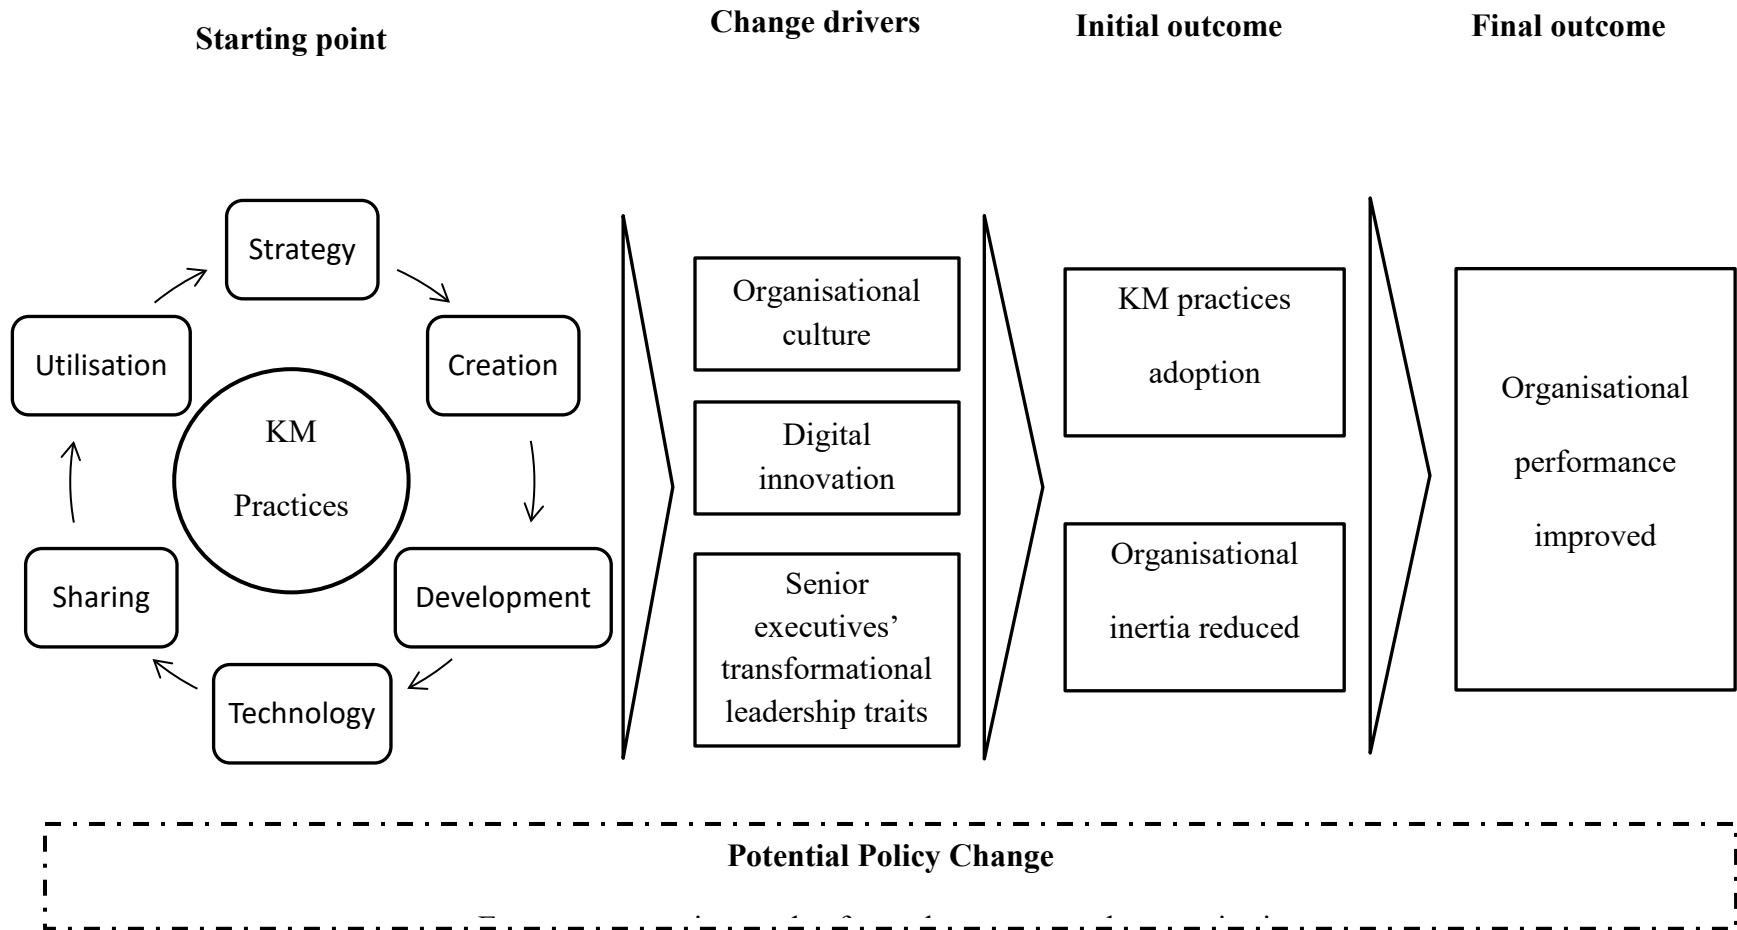 Starting point
Change drivers
Initial outcome
Final outcome
Strategy
Creation
Development
Technology
Sharing
Utilisation
KM
Practices
Organisational
culture
Digital
innovation
Senior
executives’
transformational
leadership traits
KM practices
adoption
Organisational
inertia reduced
Organisational
performance
improved
Potential Policy Change